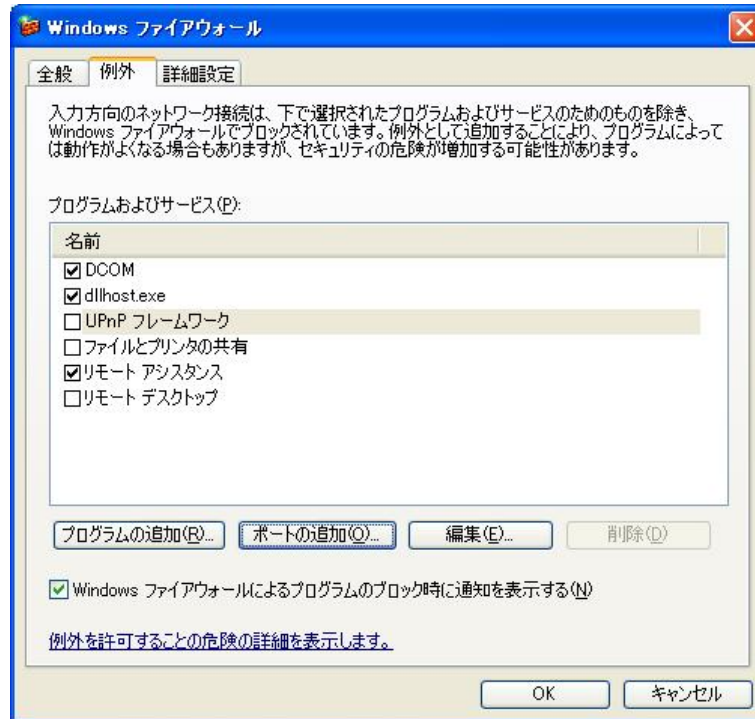 Windows ファイアウォール
全般 例外 詳細設定
入力方向のネットワーク接続は、下で選択されたプログラムおよびサービスのためのものを除き、
Windows ファイアウォールでブロックされています。例外として追加することにより、プログラムによって
は動作がよくなる場合もありますが、セキュリティの危険が増加する可能性があります。
プログラムおよびサービス(P):
名前
DCOM
dllhost.exe
UPnP フレームワーク
ファイルとプリンタの共有
リモート アシスタンス
リモート デスクトップ
プログラムの追加(R)... ポートの追加(O)... 編集(E)... 削除(D)
Windows ファイアウォールによるプログラムのブロック時に通知を表示する(N)
例外を許可することの危険の詳細を表示します。
OK キャンセル